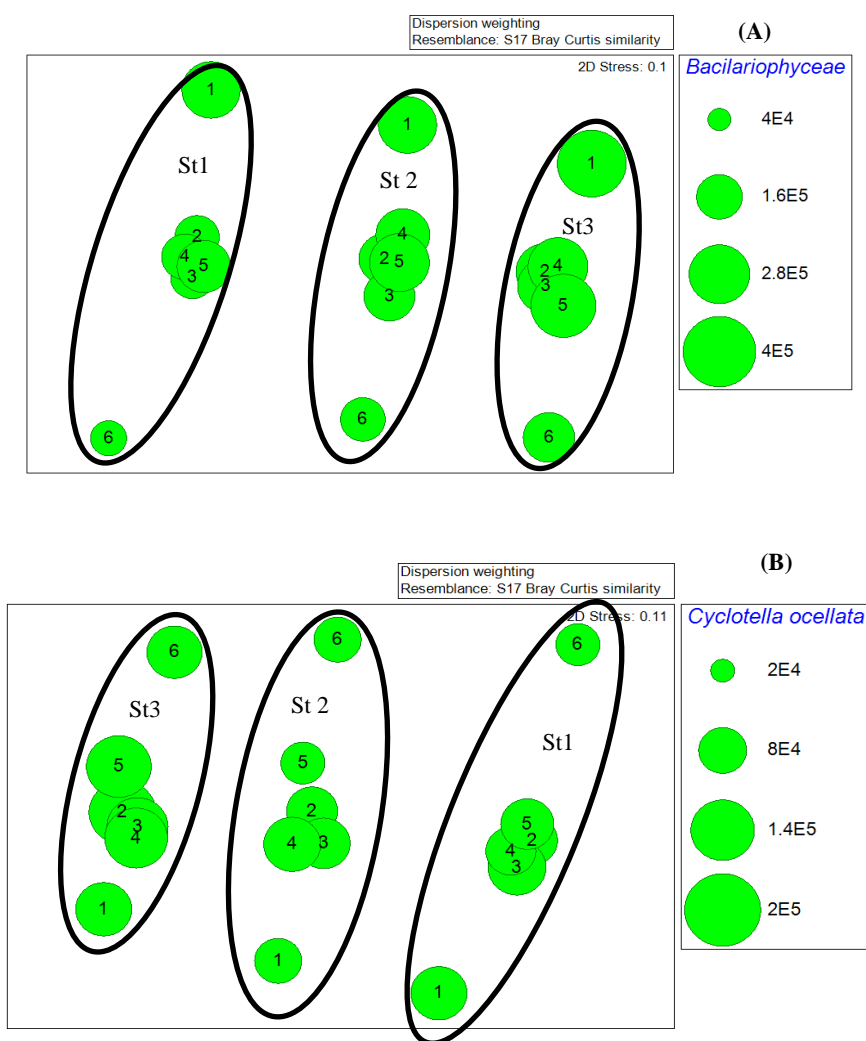 Dispersion weighting
Resemblance: S17 Bray Curtis similarity
(A)
2D Stress: 0.1
Bacilariophyceae
4E4
1.6E5
2.8E5
4E5
1
St1
2
4
5
3
6
1
St 2
4
2
5
3
6
1
St3
4
2
3
5
6
(B)
Dispersion weighting
Resemblance: S17 Bray Curtis similarity
2D Stress: 0.11
Cyclotella ocellata
2E4
8E4
1.4E5
2E5
6
St3
5
2
3
4
1
6
St 2
5
2
4
3
1
6
St1
5
2
4
3
1